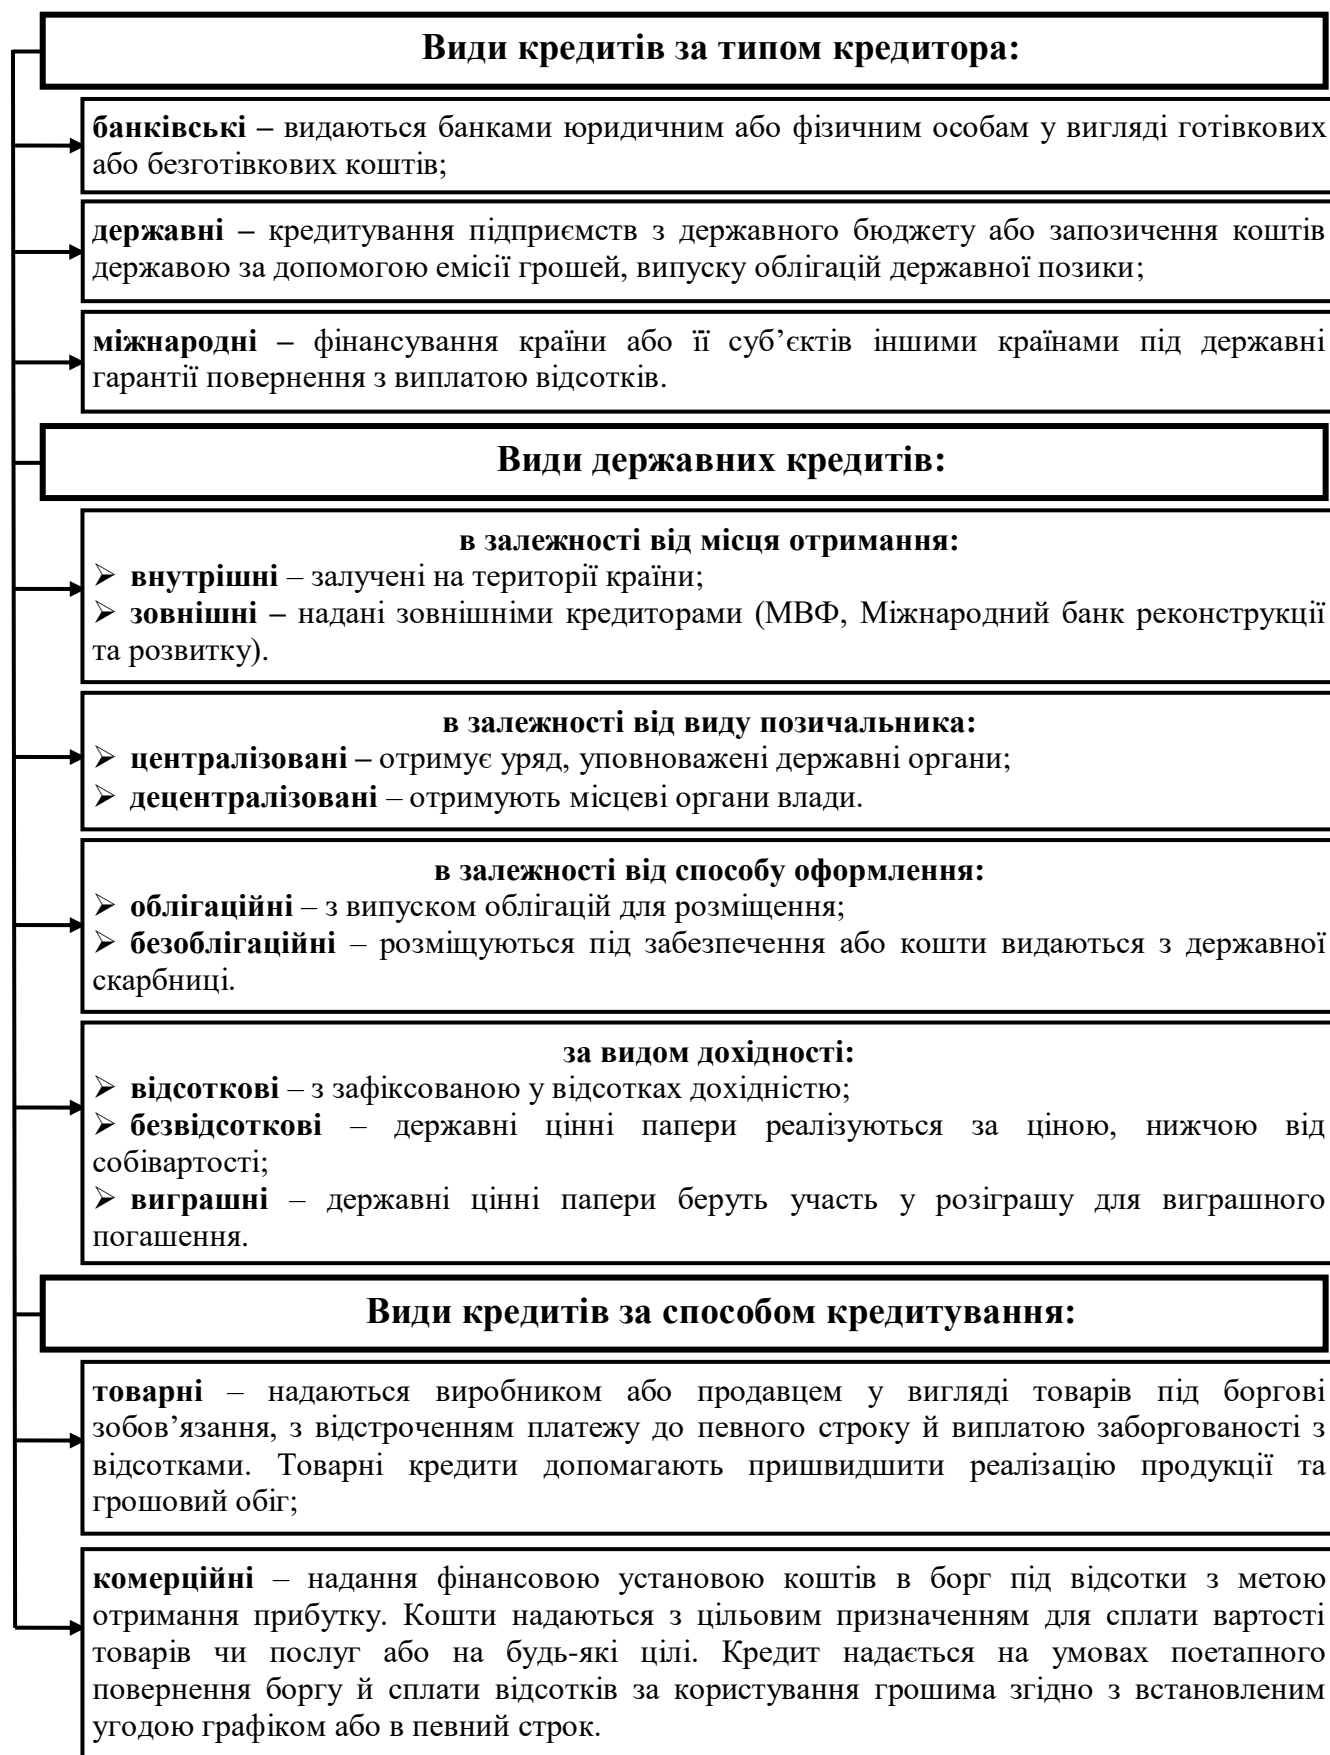 Види кредитів за типом кредитора:
банківські – видаються банками юридичним або фізичним особам у вигляді готівкових
або безготівкових коштів;
державні – кредитування підприємств з державного бюджету або запозичення коштів
державою за допомогою емісії грошей, випуску облігацій державної позики;
міжнародні – фінансування країни або її суб’єктів іншими країнами під державні
гарантії повернення з виплатою відсотків.
Види державних кредитів:
в залежності від місця отримання:
➢ внутрішні – залучені на території країни;
➢ зовнішні – надані зовнішніми кредиторами (МВФ, Міжнародний банк реконструкції
та розвитку).
в залежності від виду позичальника:
➢ централізовані – отримує уряд, уповноважені державні органи;
➢ децентралізовані – отримують місцеві органи влади.
в залежності від способу оформлення:
➢ облігаційні – з випуском облігацій для розміщення;
➢ безоблігаційні – розміщуються під забезпечення або кошти видаються з державної
скарбниці.
за видом дохідності:
➢ відсоткові – з зафіксованою у відсотках дохідністю;
➢ безвідсоткові – державні цінні папери реалізуються за ціною, нижчою від
собівартості;
➢ виграшні – державні цінні папери беруть участь у розіграшу для виграшного
погашення.
Види кредитів за способом кредитування:
товарні – надаються виробником або продавцем у вигляді товарів під боргові
зобов’язання, з відстроченням платежу до певного строку й виплатою заборгованості з
відсотками. Товарні кредити допомагають пришвидшити реалізацію продукції та
грошовий обіг;
комерційні – надання фінансовою установою коштів в борг під відсотки з метою
отримання прибутку. Кошти надаються з цільовим призначенням для сплати вартості
товарів чи послуг або на будь-які цілі. Кредит надається на умовах поетапного
повернення боргу й сплати відсотків за користування грошима згідно з встановленим
угодою графіком або в певний строк.